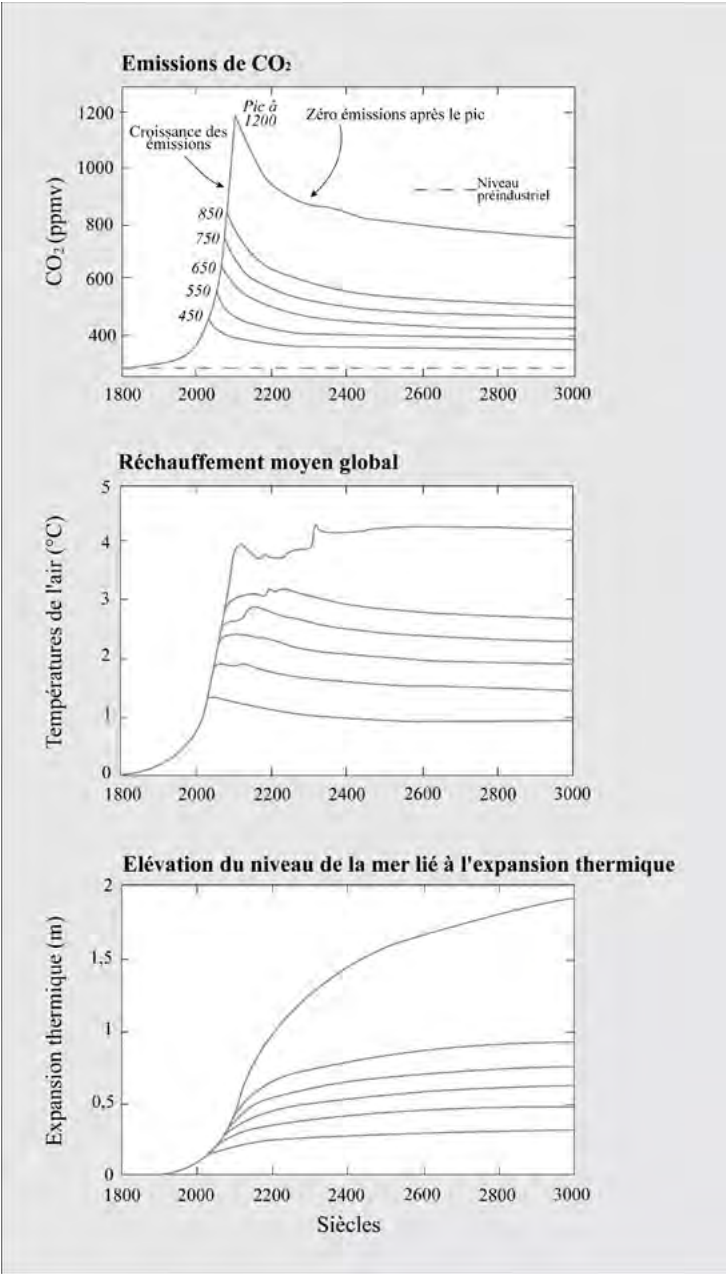 Emissions de CO₂
CO₂ (ppmv)
1200
1000
800
600
400
Pic à
1200
Zéro émissions après le pic
Croissance des
émissions
Niveau
préindustriel
850
750
650
550
450
1800 2000 2200 2400 2600 2800 3000
Réchauffement moyen global
Températures de l'air (°C)
5
4
3
2
1
0
1800 2000 2200 2400 2600 2800 3000
Elévation du niveau de la mer lié à l'expansion thermique
Expansion thermique (m)
2
1,5
1
0,5
0
1800 2000 2200 2400 2600 2800 3000
Siècles